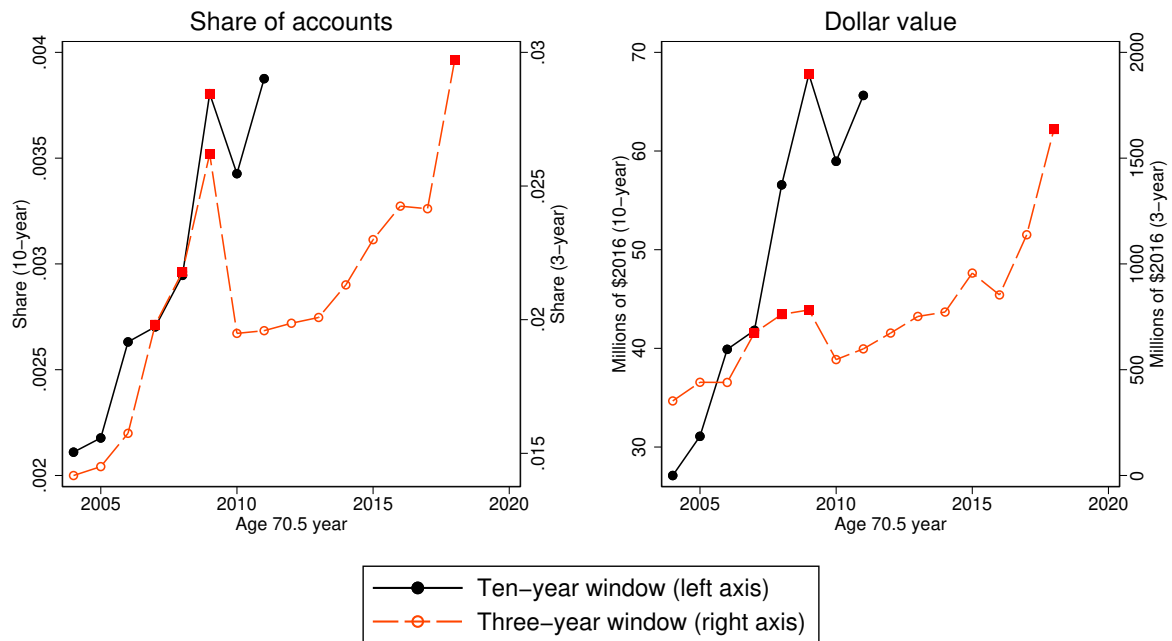 Share of accounts
Share (10−year)
.002
.0025
.003
.0035
.004
Share (3−year)
.015
.02
.025
.03
2005
2010
2015
2020
Age 70.5 year
Dollar value
Millions of $2016 (10−year)
30
40
50
60
70
Millions of $2016 (3−year)
0
500
1000
1500
2000
2005
2010
2015
2020
Age 70.5 year
Ten−year window (left axis)
Three−year window (right axis)